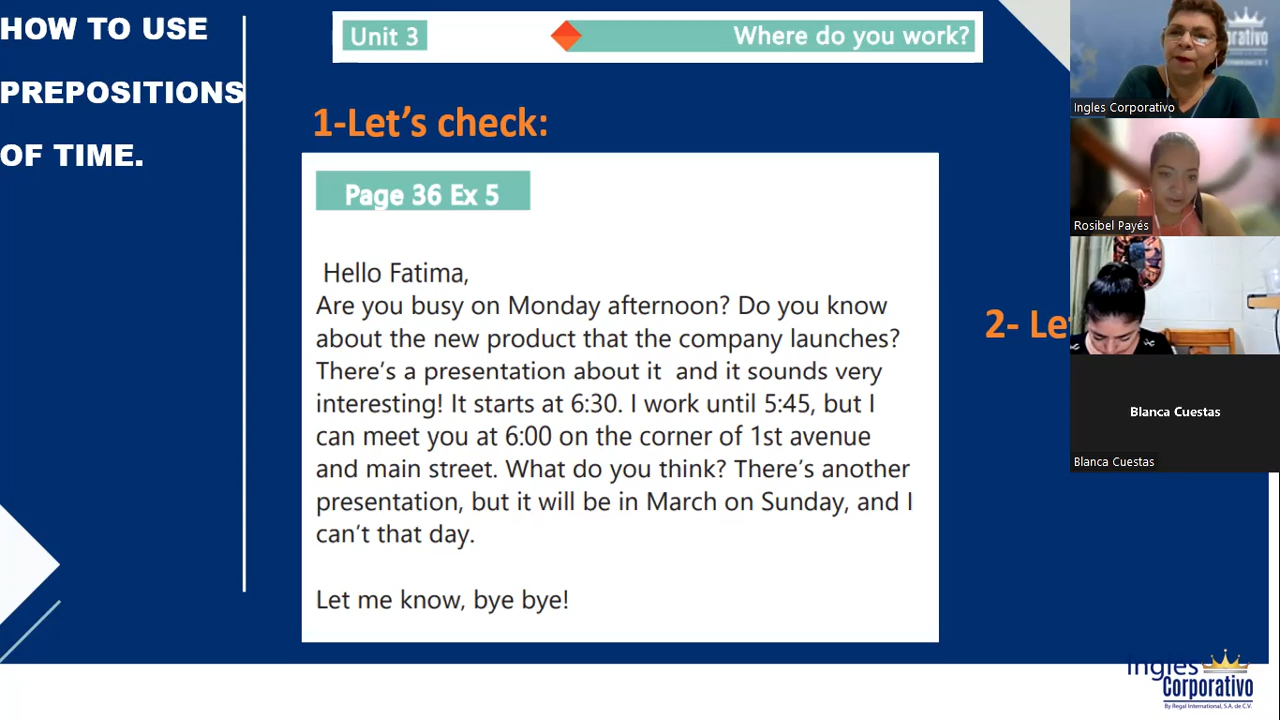 HOW TO USE
PREPOSITIONS
OF TIME.
Unit 3
Where do you work?
1-Let's check:
Page 36 Ex 5
Hello Fatima,
Are you busy on Monday afternoon? Do you know
about the new product that the company launches?
There's a presentation about it and it sounds very
interesting! It starts at 6:30. I work until 5:45, but I
can meet you at 6:00 on the corner of 1st avenue
and main street. What do you think? There's another
presentation, but it will be in March on Sunday, and I
can't that day.
Let me know, bye bye!
2- Le
Ingles Corporativo
Rosibel Payés
Blanca Cuestas
Blanca Cuestas
Ingles
Corporativo
By Regal International, S.A. de C.V.